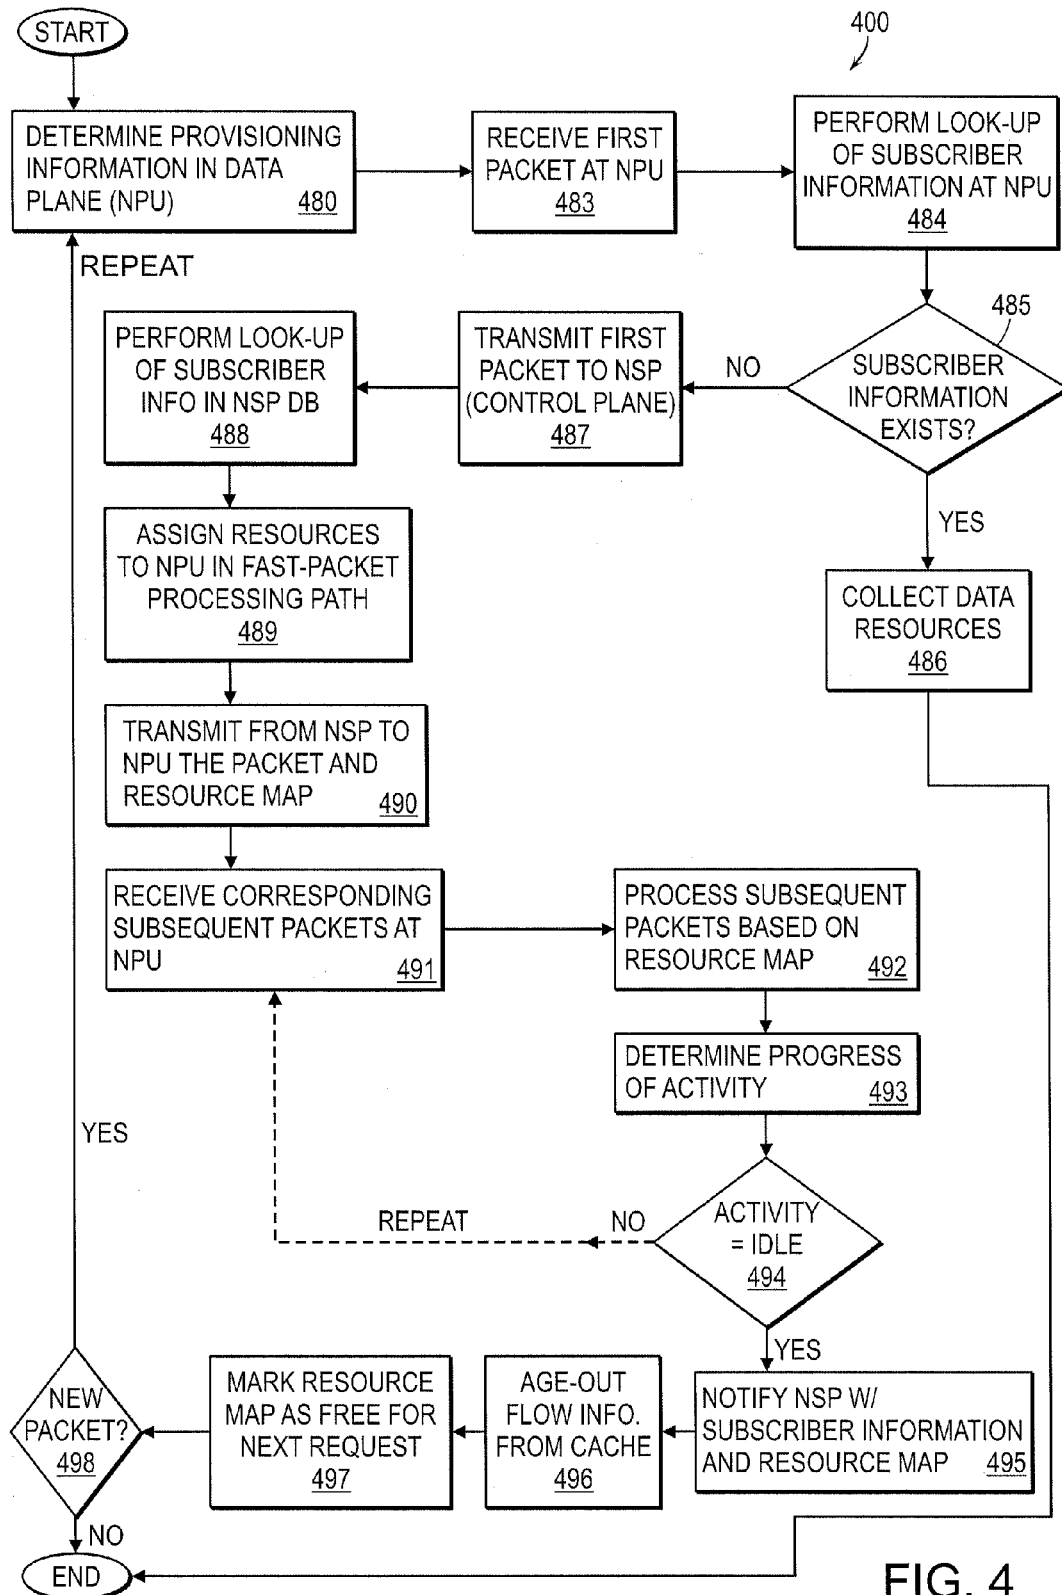 START
400
DETERMINE PROVISIONING
INFORMATION IN DATA
PLANE (NPU) 480
RECEIVE FIRST
PACKET AT NPU
483
PERFORM LOOK-UP
OF SUBSCRIBER
INFORMATION AT NPU
484
REPEAT
485
SUBSCRIBER
INFORMATION
EXISTS?
NO
YES
TRANSMIT FIRST
PACKET TO NSP
(CONTROL PLANE)
487
PERFORM LOOK-UP
OF SUBSCRIBER
INFO IN NSP DB
488
ASSIGN RESOURCES
TO NPU IN FAST-PACKET
PROCESSING PATH
489
COLLECT DATA
RESOURCES
486
TRANSMIT FROM NSP TO
NPU THE PACKET AND
RESOURCE MAP 490
RECEIVE CORRESPONDING
SUBSEQUENT PACKETS AT
NPU 491
PROCESS SUBSEQUENT
PACKETS BASED ON
RESOURCE MAP 492
DETERMINE PROGRESS
OF ACTIVITY 493
YES
ACTIVITY
= IDLE
494
NO
REPEAT
YES
NOTIFY NSP W/
SUBSCRIBER INFORMATION
AND RESOURCE MAP 495
AGE-OUT
FLOW INFO.
FROM CACHE
496
MARK RESOURCE
MAP AS FREE FOR
NEXT REQUEST
497
NEW
PACKET?
498
NO
END
FIG. 4